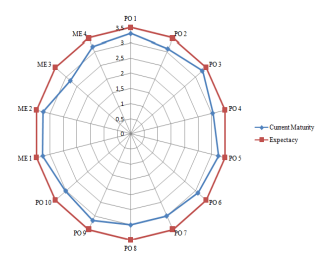 PO 1
PO 2
PO 3
PO 4
PO 5
PO 6
PO 7
PO 8
PO 9
PO 10
ME 1
ME 2
ME 3
ME 4
3,5
3
2,5
2
1,5
1
0,5
0
Current Maturity
Expectacy